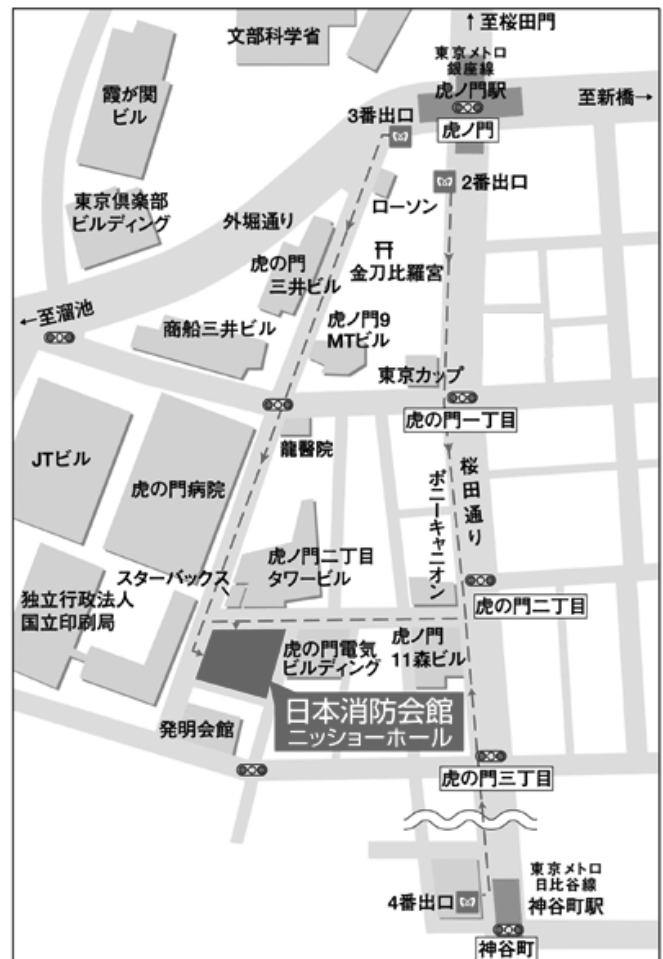 ↑至桜田門
文部科学省
東京メトロ
銀座線
虎ノ門駅
霞が関
ビル
至新橋→
3番出口
虎ノ門
2番出口
東京倶楽部
ビルディング
ローソン
外堀通り
虎の門
三井ビル
金刀比羅宮
←至溜池
商船三井ビル
虎ノ門9
MTビル
東京カップ
虎の門一丁目
龍醫院
JTビル
虎の門病院
桜田通り
ポニーキャニオン
虎ノ門二丁目
タワービル
スターバックス
独立行政法人
国立印刷局
虎の門二丁目
虎の門電気
ビルディング
虎ノ門
11森ビル
日本消防会館
ニッショーホール
発明会館
虎の門三丁目
東京メトロ
日比谷線
神谷町駅
4番出口
神谷町